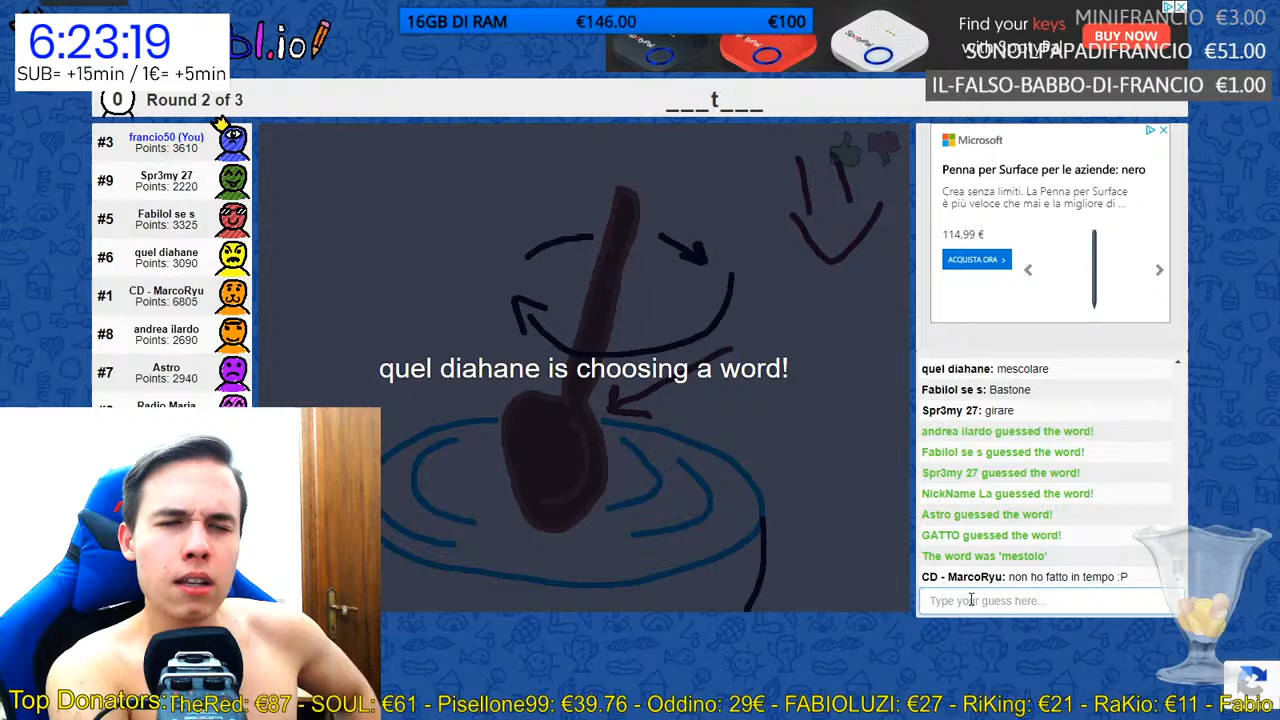 6:23:19
SUB= +15min / 1€= +5min
bl.io
16GB DI RAM €146.00 €100
Find your keys
with SpotyPal
BUY NOW
MINIFRANCIO €3.00
SONOILPAPADIFRANCIO €51.00
IL-FALSO-BABBO-DI-FRANCIO €1.00
0 Round 2 of 3
___t___
#3 francio50 (You)
Points: 3610
#9 Spr3my 27
Points: 2220
#5 Fabilol se s
Points: 3325
#6 quel diahane
Points: 3090
#1 CD - MarcoRyu
Points: 6805
#8 andrea ilardo
Points: 2690
#7 Astro
Points: 2940
Radio Maria
quel diahane is choosing a word!
Microsoft
Penna per Surface per le aziende: nero
Crea senza limiti. La Penna per Surface
è più veloce che mai e la migliore di ...
114,99 €
ACQUISTA ORA >
quel diahane: mescolare
Fabilol se s: Bastone
Spr3my 27: girare
andrea ilardo guessed the word!
Fabilol se s guessed the word!
Spr3my 27 guessed the word!
NickName La guessed the word!
Astro guessed the word!
GATTO guessed the word!
The word was 'mestolo'
CD - MarcoRyu: non ho fatto in tempo :P
Type your guess here...
Top Donators: TheRed: €87 - SOUL: €61 - Pisellone99: €39.76 - Oddino: 29€ - FABIOLUZI: €27 - RiKing: €21 - RaKio: €11 - Fabio